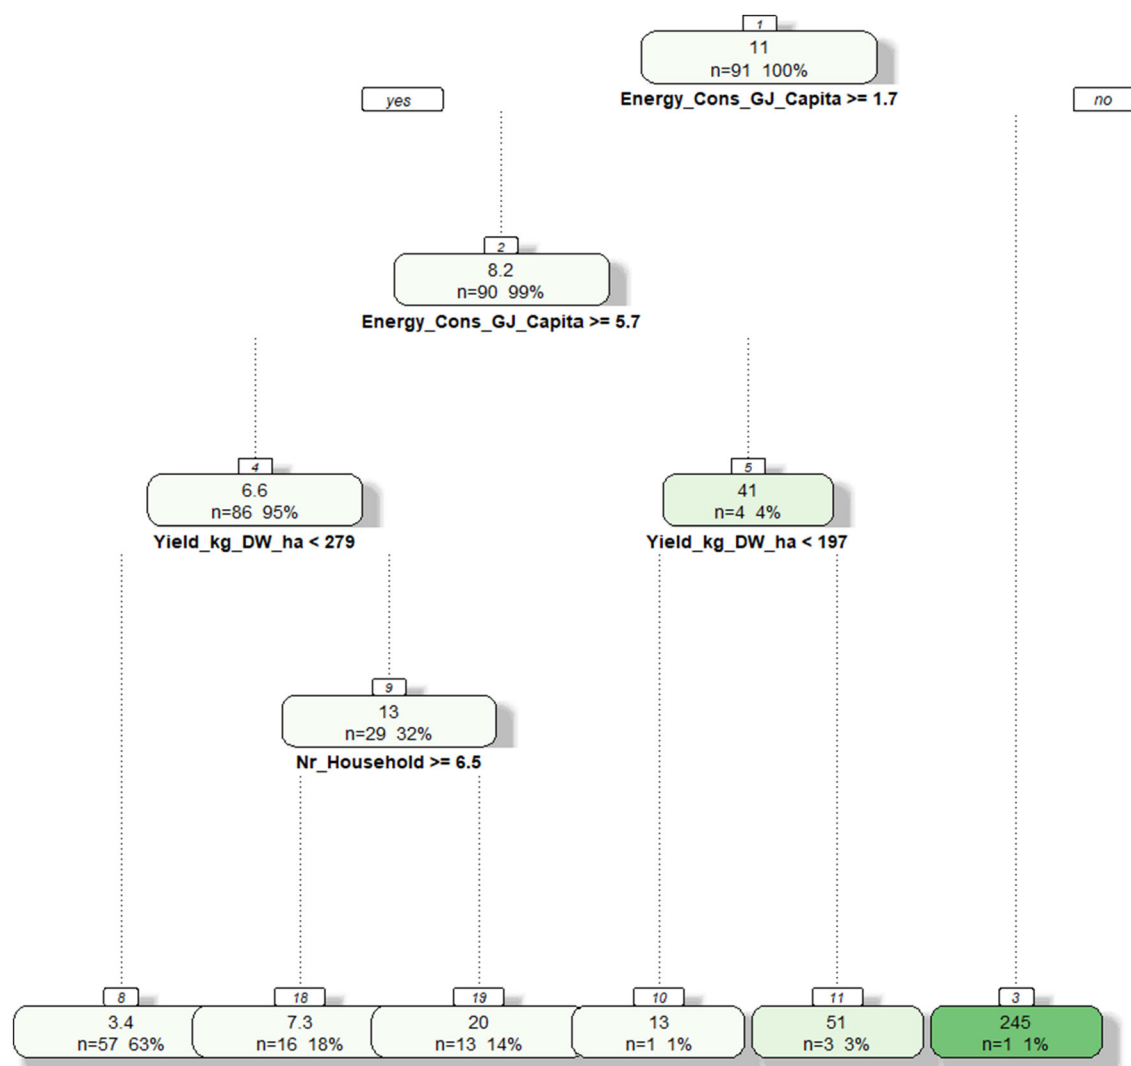 1
11
n=91 100%
Energy_Cons_GJ_Capita >= 1.7
yes
no
2
8.2
n=90 99%
Energy_Cons_GJ_Capita >= 5.7
4
6.6
n=86 95%
Yield_kg_DW_ha < 279
5
41
n=4 4%
Yield_kg_DW_ha < 197
9
13
n=29 32%
Nr_Household >= 6.5
8
3.4
n=57 63%
18
7.3
n=16 18%
19
20
n=13 14%
10
13
n=1 1%
11
51
n=3 3%
3
245
n=1 1%